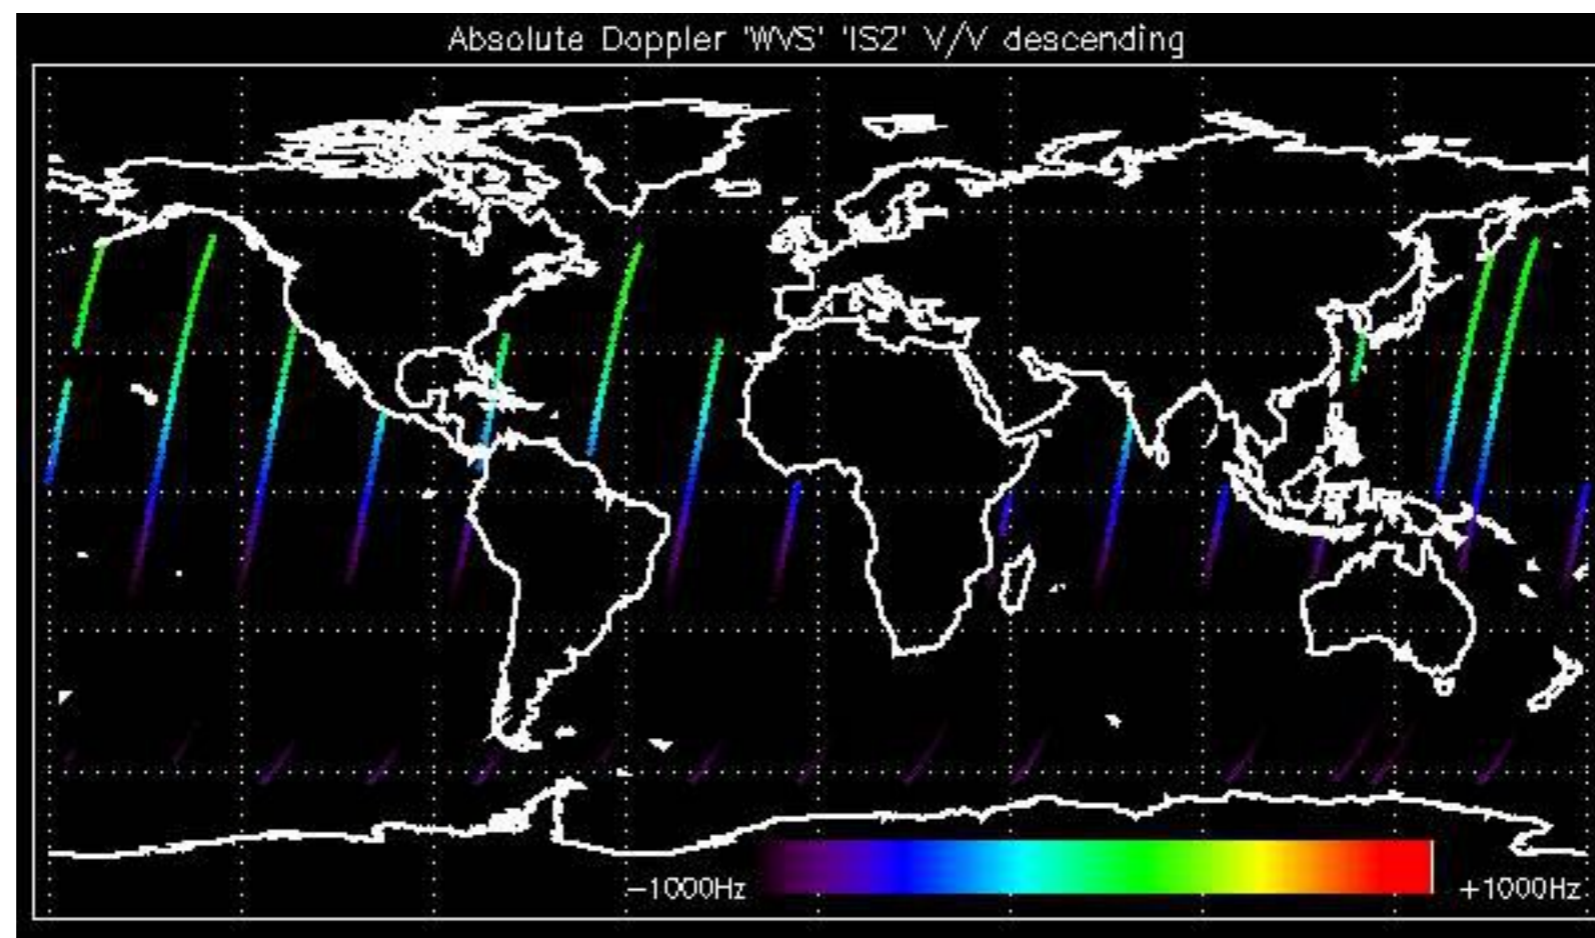 Absolute Doppler 'WVS' 'IS2' V/V descending
−1000Hz +1000Hz